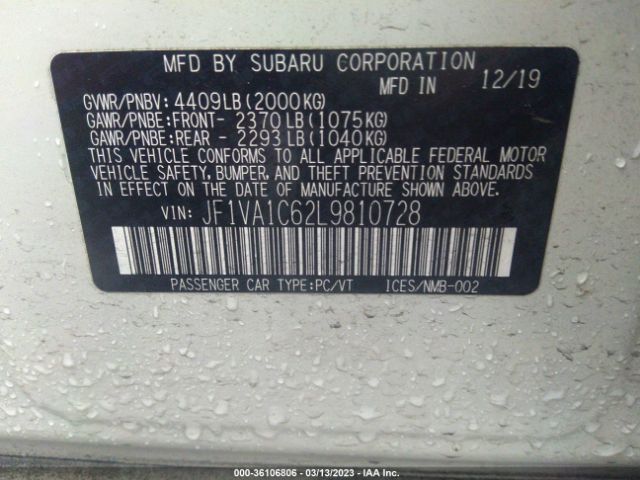 MFD BY SUBARU CORPORATION
MFD IN 12/19
GVWR/PNBV: 4409LB(2000KG)
GAWR/PNBE:FRONT- 2370LB(1075KG)
GAWR/PNBE:REAR - 2293LB(1040KG)
THIS VEHICLE CONFORMS TO ALL APPLICABLE FEDERAL MOTOR
VEHICLE SAFETY, BUMPER, AND THEFT PREVENTION STANDARDS
IN EFFECT ON THE DATE OF MANUFACTURE SHOWN ABOVE.
VIN: JF1VA1C62L9810728
PASSENGER CAR TYPE:PC/VT ICES/NMB-002
000-36106806 - 03/13/2023 - IAA Inc.